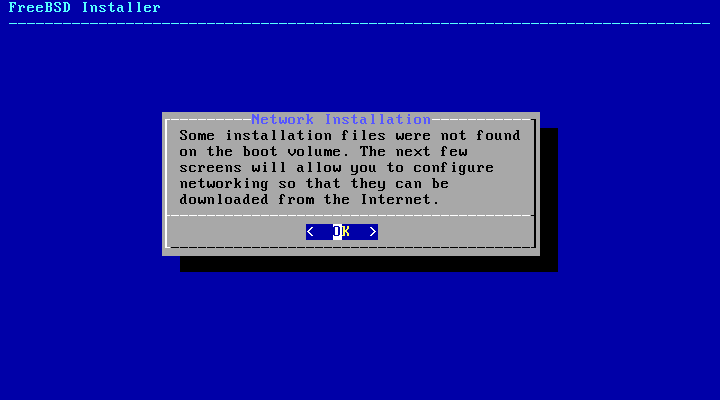 FreeBSD Installer
Network Installation
Some installation files were not found
on the boot volume. The next few
screens will allow you to configure
networking so that they can be
downloaded from the Internet.
< OK >